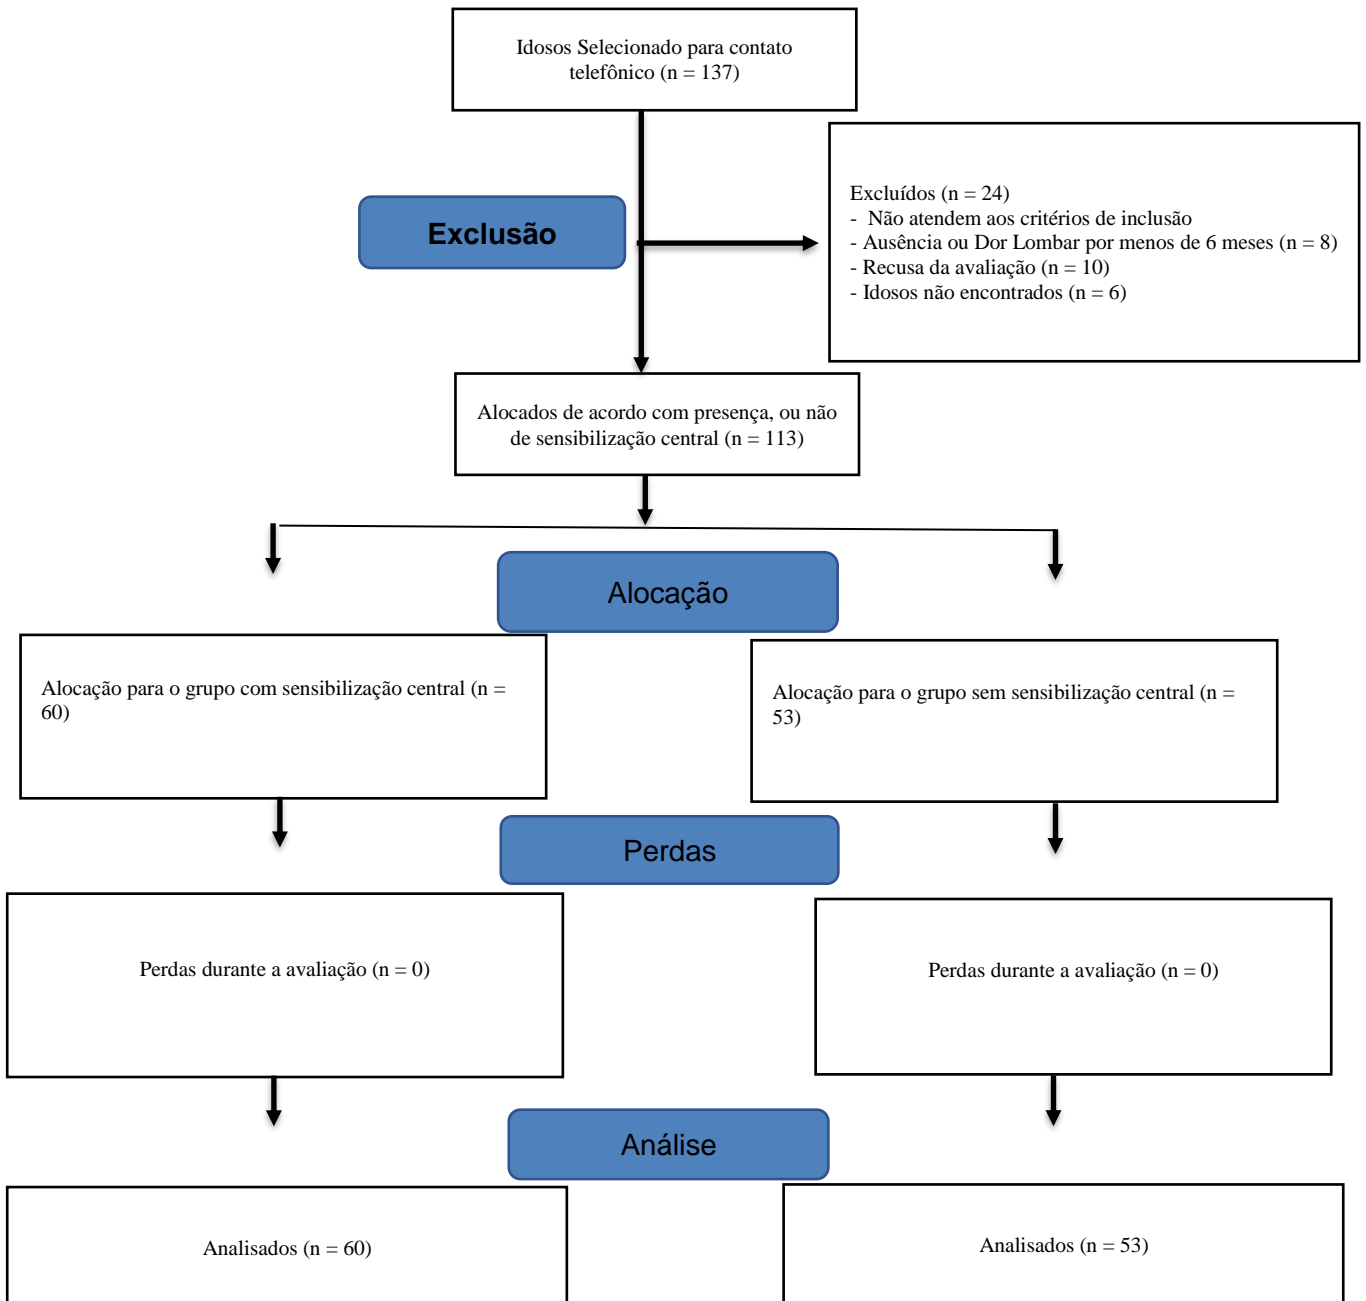 Idosos Selecionado para contato
telefônico (n = 137)
Exclusão
Excluídos (n = 24)
- Não atendem aos critérios de inclusão
- Ausência ou Dor Lombar por menos de 6 meses (n = 8)
- Recusa da avaliação (n = 10)
- Idosos não encontrados (n = 6)
Alocados de acordo com presença, ou não
de sensibilização central (n = 113)
Alocação
Alocação para o grupo com sensibilização central (n =
60)
Alocação para o grupo sem sensibilização central (n =
53)
Perdas
Perdas durante a avaliação (n = 0)
Perdas durante a avaliação (n = 0)
Análise
Analisados (n = 60)
Analisados (n = 53)